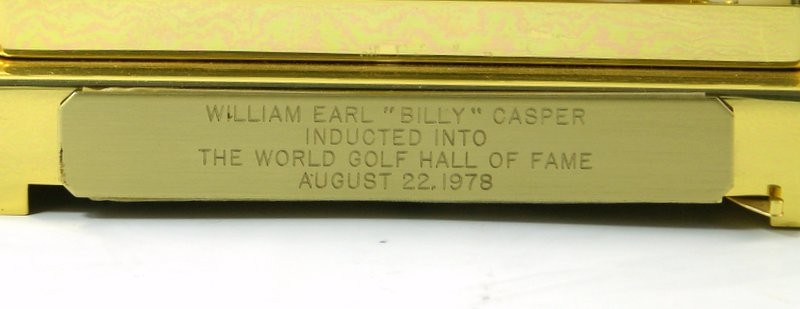 WILLIAM EARL "BILLY" CASPER
INDUCTED INTO
THE WORLD GOLF HALL OF FAME
AUGUST 22, 1978